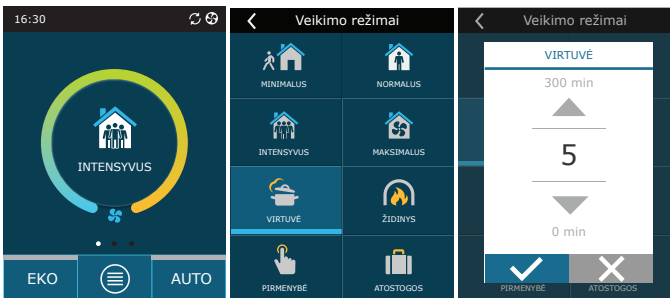 16:30
INTENSYVUS
EKO
AUTO
Veikimo režimai
MINIMALUS
NORMALUS
INTENSYVUS
MAKSIMALUS
VIRTUVĖ
ŽIDINYS
PIRMENYBĖ
ATOSTOGOS
Veikimo režimai
VIRTUVĖ
300 min
5
0 min
PIRMENYBĖ
ATOSTOGOS